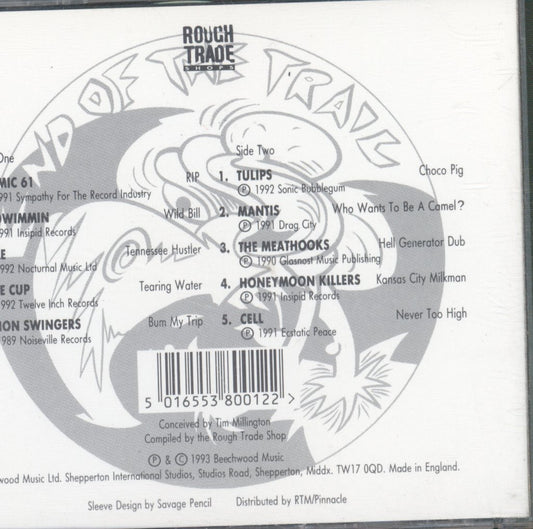 ROUGH
TRADE
SHOPS
ND OF THE TRAIL
One
MIC 61 RIP
991 Sympathy For The Record Industry
WIMMIN Wild Bill
991 Insipid Records
E Tennessee Hustler
992 Nocturnal Music Ltd
E CUP Tearing Water
992 Twelve Inch Records
ON SWINGERS Bum My Trip
989 Noiseville Records
Side Two
1. TULIPS Choco Pig
Ⓟ 1992 Sonic Bubblegum
2. MANTIS Who Wants To Be A Camel?
Ⓟ 1991 Drag City
3. THE MEATHOOKS Hell Generator Dub
Ⓟ 1990 Glasnost Music Publishing
4. HONEYMOON KILLERS Kansas City Milkman
Ⓟ 1991 Insipid Records
5. CELL Never Too High
Ⓟ 1991 Ecstatic Peace
5 016553 800122 >
Conceived by Tim Millington
Compiled by the Rough Trade Shop
Ⓟ & © 1993 Beechwood Music
wood Music Ltd. Shepperton International Studios, Studios Road, Shepperton, Middx. TW17 0QD. Made in England.
Sleeve Design by Savage Pencil Distributed by RTM/Pinnacle